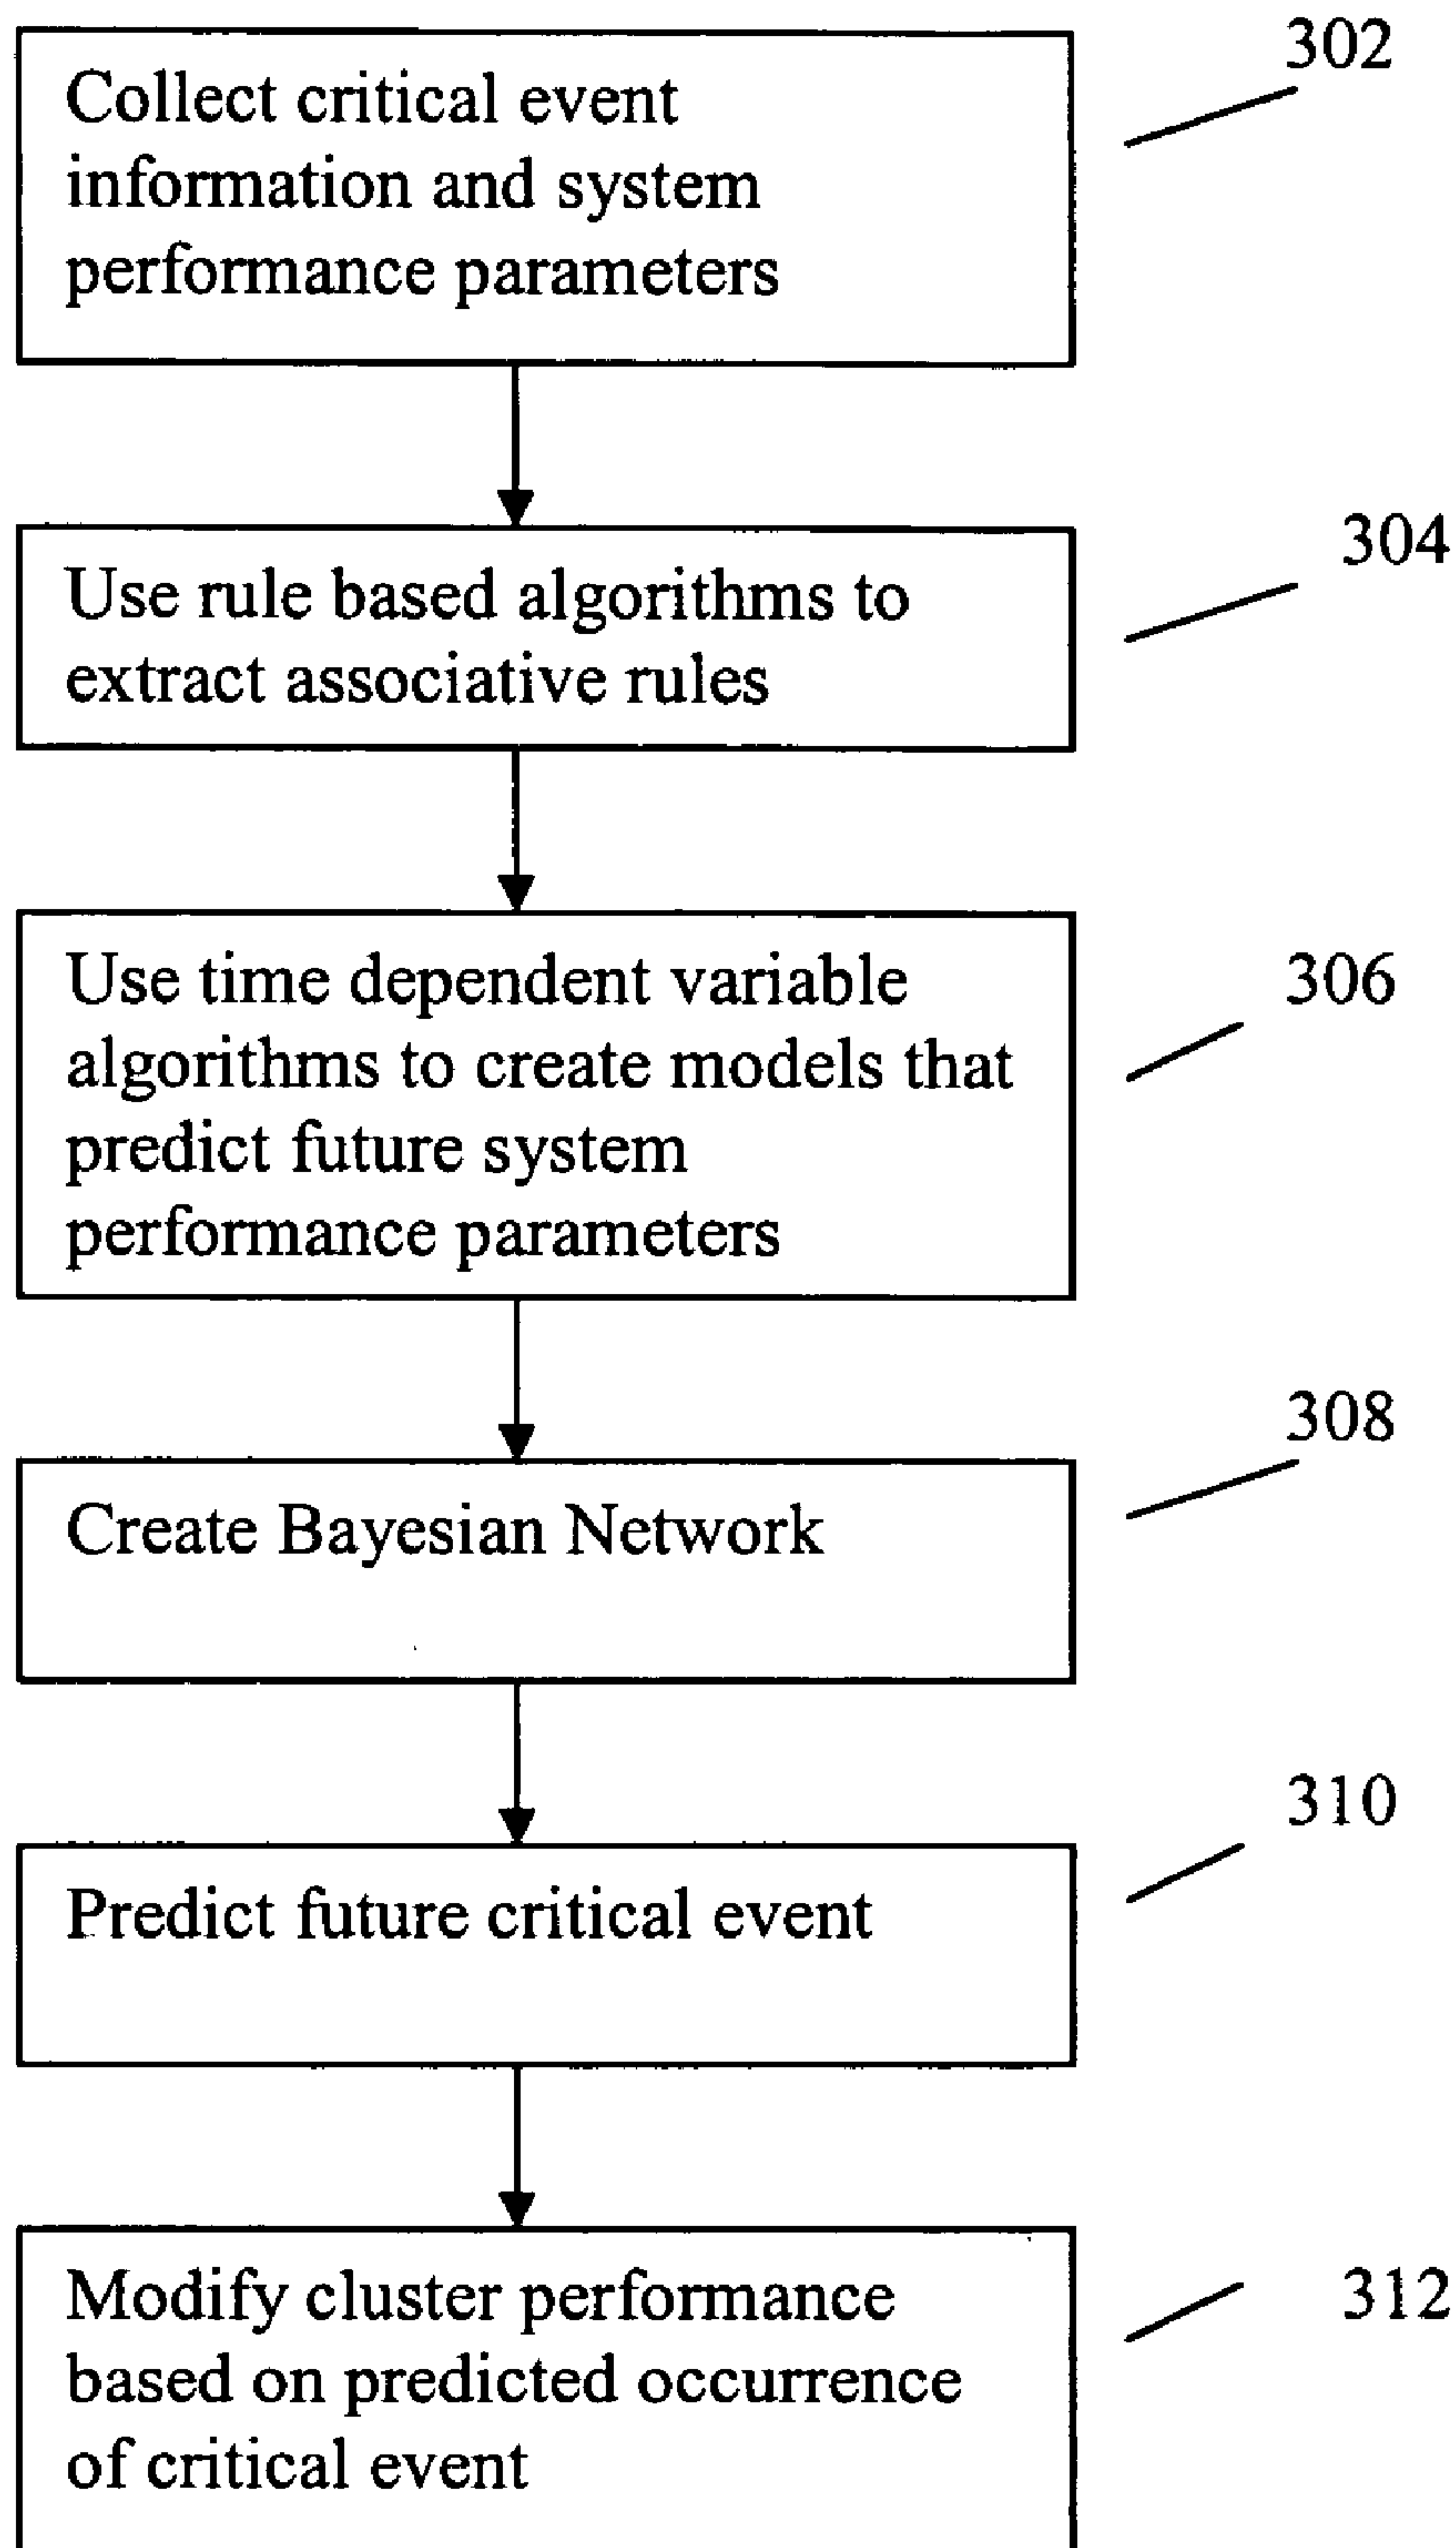 302
Collect critical event
information and system
performance parameters
304
Use rule based algorithms to
extract associative rules
306
Use time dependent variable
algorithms to create models that
predict future system
performance parameters
308
Create Bayesian Network
310
Predict future critical event
312
Modify cluster performance
based on predicted occurrence
of critical event